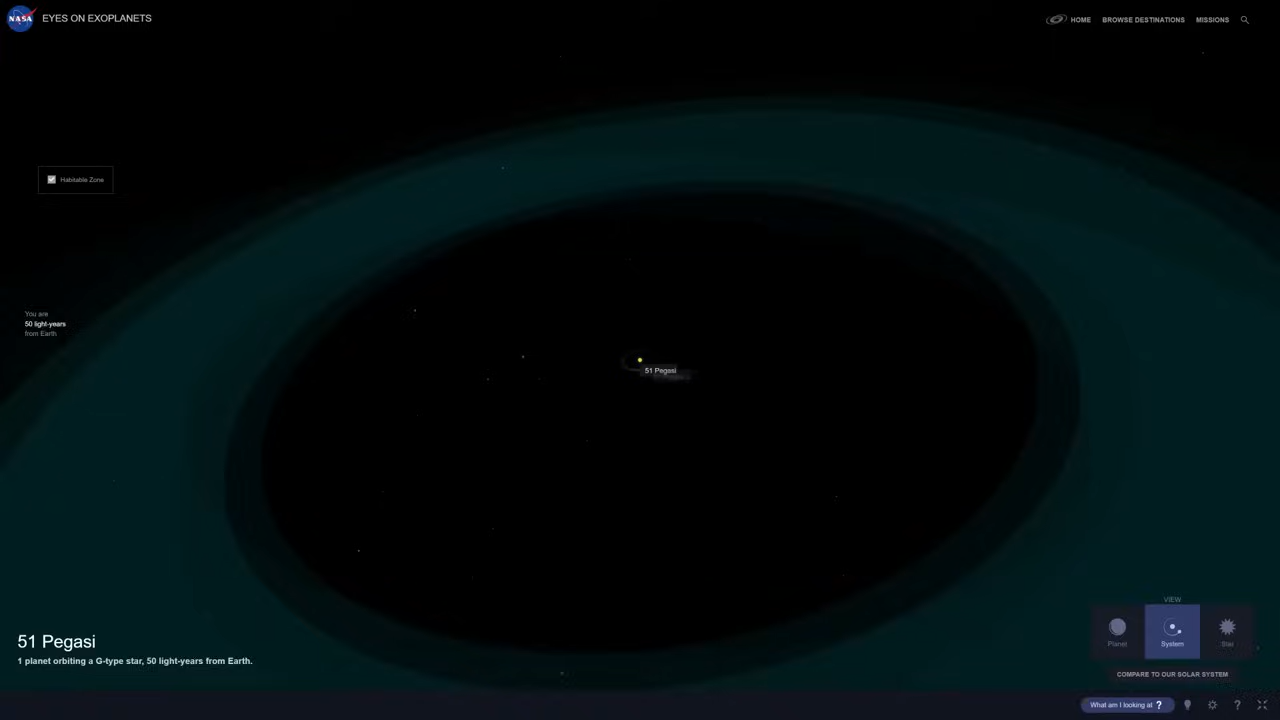 NASA
EYES ON EXOPLANETS
HOME
BROWSE DESTINATIONS
MISSIONS
Habitable Zone
You are
50 light-years
from Earth
51 Pegasi
51 Pegasi
1 planet orbiting a G-type star, 50 light-years from Earth.
VIEW
Planet
System
Star
COMPARE TO OUR SOLAR SYSTEM
What am I looking at ?
?